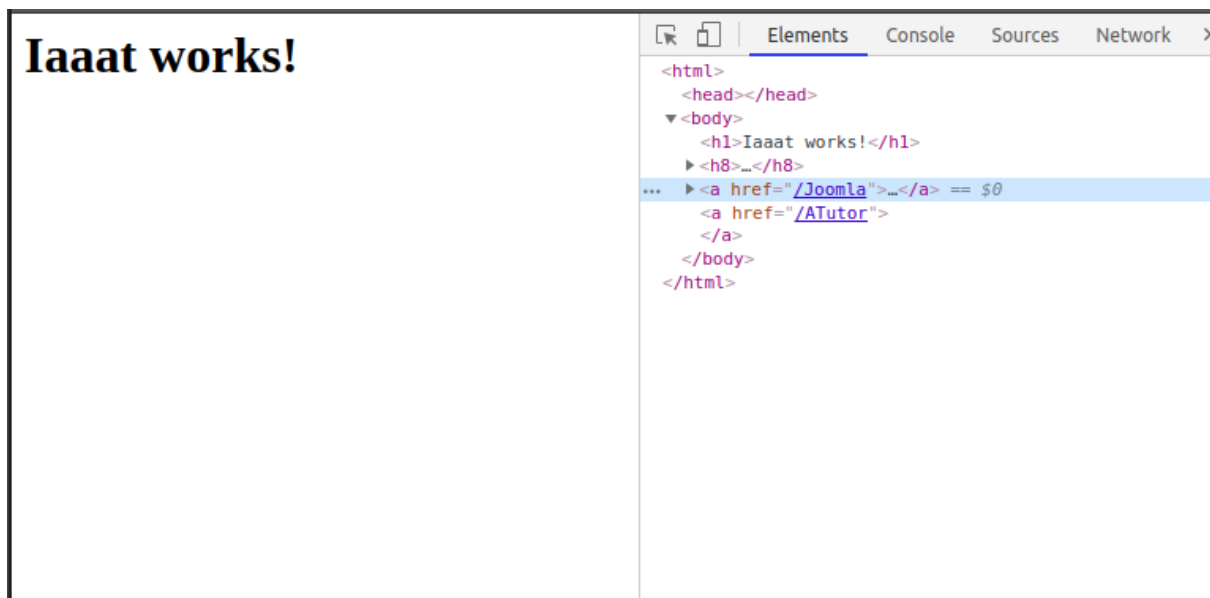 Iaaat works!
Elements Console Sources Network
<html>
<head></head>
<body>
<h1>Iaaat works!</h1>
<h8>…</h8>
… <a href="/Joomla">…</a> == $0
<a href="/ATutor">
</a>
</body>
</html>